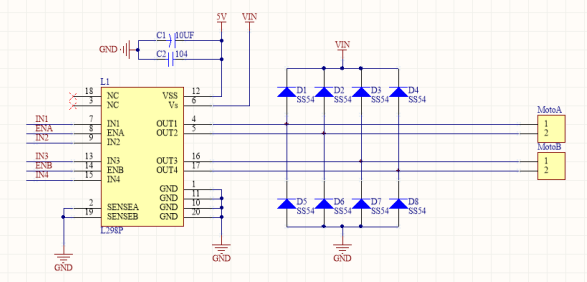 5V VIN
C1 10UF
GND
C2 104
VIN
L1
18 NC VSS 12
3 NC Vs 6
D1 D2 D3 D4
SS54 SS54 SS54 SS54
MotoA
IN1 7 IN1 OUT1 4 1
ENA 8 ENA OUT2 5 2
IN2 9 IN2
MotoB
IN3 13 IN3 OUT3 16 1
ENB 14 ENB OUT4 17 2
IN4 15 IN4
GND 1
GND 11
2 SENSEA GND 10
19 SENSEB GND 20
D5 D6 D7 D8
SS54 SS54 SS54 SS54
L298P
GND GND GND